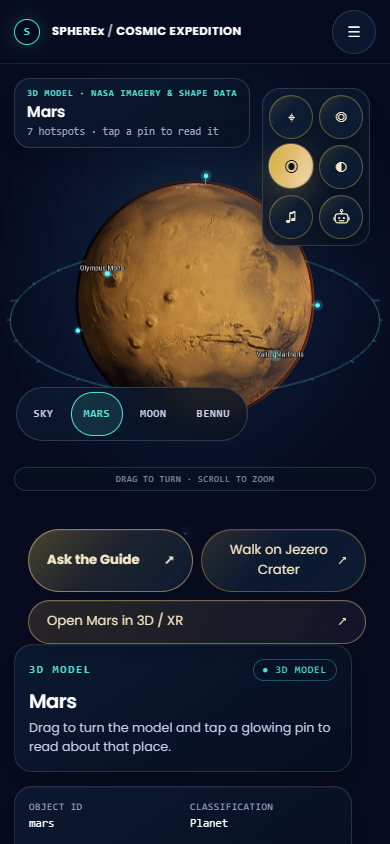 S SPHEREx / COSMIC EXPEDITION
3D MODEL · NASA IMAGERY & SHAPE DATA
Mars
7 hotspots · tap a pin to read it
Olympus Mons
Valles Marineris
SKY MARS MOON BENNU
DRAG TO TURN · SCROLL TO ZOOM
Ask the Guide ↗
Walk on Jezero
Crater ↗
Open Mars in 3D / XR ↗
3D MODEL
3D MODEL
Mars
Drag to turn the model and tap a glowing pin to
read about that place.
OBJECT ID CLASSIFICATION
mars Planet